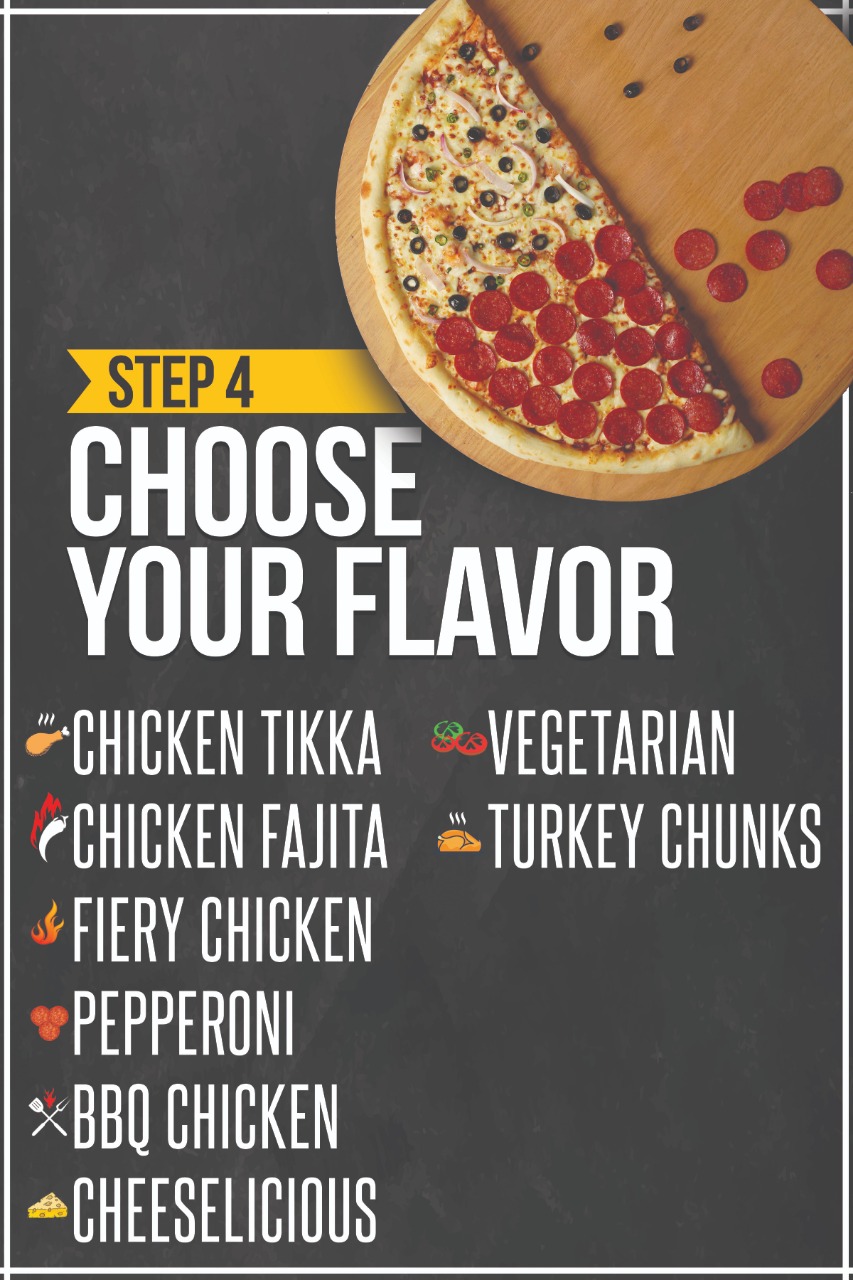 STEP 4
CHOOSE
YOUR FLAVOR
CHICKEN TIKKA
CHICKEN FAJITA
FIERY CHICKEN
PEPPERONI
BBQ CHICKEN
CHEESELICIOUS
VEGETARIAN
TURKEY CHUNKS